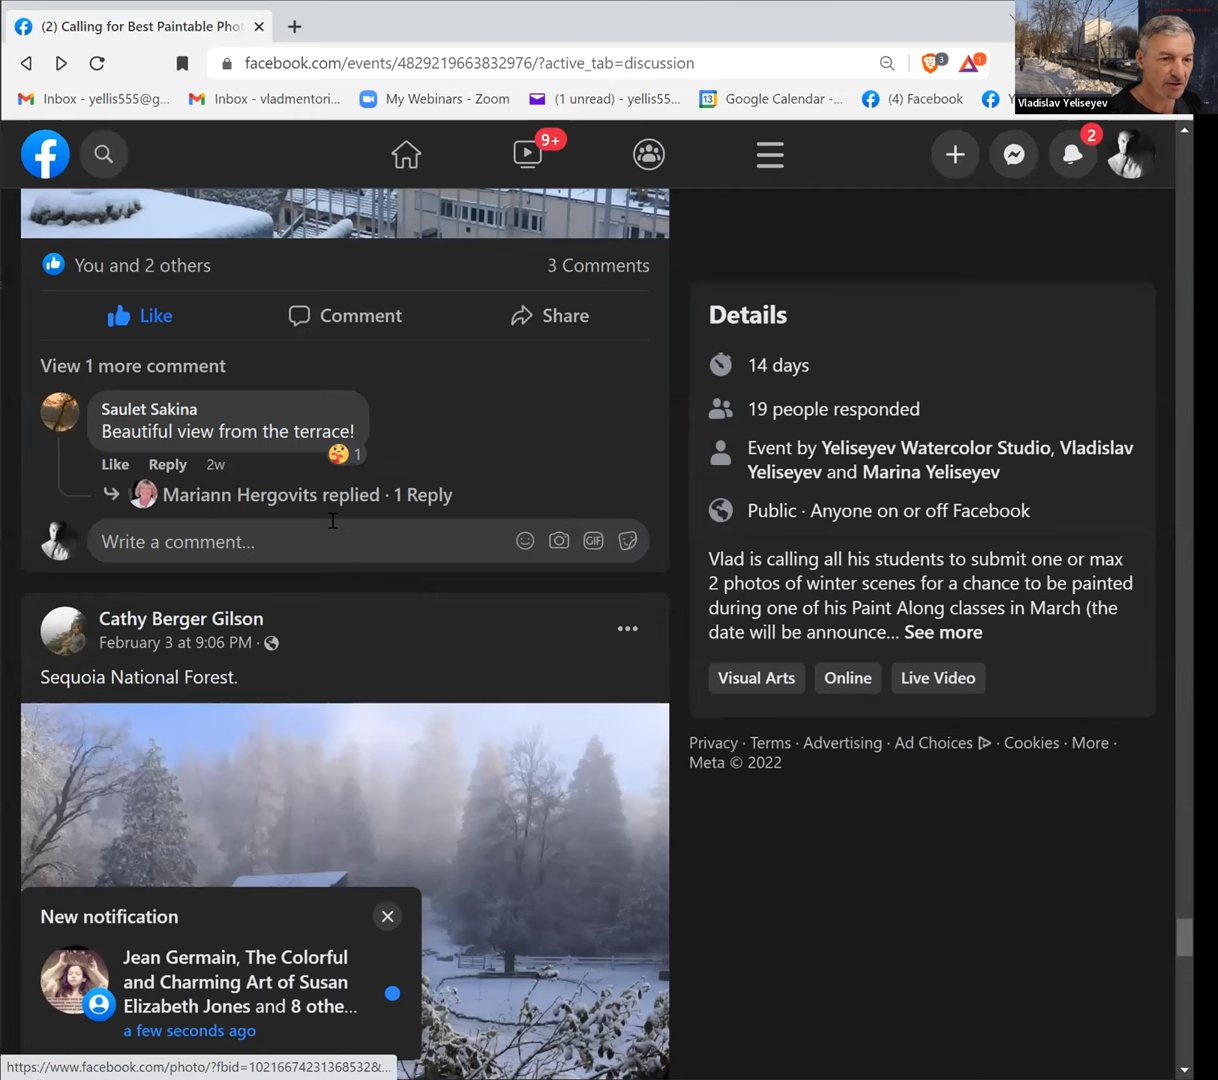 (2) Calling for Best Paintable Pho
facebook.com/events/4829219663832976/?active_tab=discussion
3
1
Vladislav Yeliseyev
Inbox - yellis555@g...
Inbox - vladmentori...
My Webinars - Zoom
(1 unread) - yellis55...
13
Google Calendar -...
(4) Facebook
9+
2
You and 2 others
3 Comments
Like
Comment
Share
View 1 more comment
Saulet Sakina
Beautiful view from the terrace!
1
Like Reply 2w
Mariann Hergovits replied · 1 Reply
Write a comment...
GIF
Cathy Berger Gilson
February 3 at 9:06 PM ·
Sequoia National Forest.
New notification
Jean Germain, The Colorful
and Charming Art of Susan
Elizabeth Jones and 8 othe...
a few seconds ago
https://www.facebook.com/photo/?fbid=10216674231368532&...
Details
14 days
19 people responded
Event by Yeliseyev Watercolor Studio, Vladislav
Yeliseyev and Marina Yeliseyev
Public · Anyone on or off Facebook
Vlad is calling all his students to submit one or max
2 photos of winter scenes for a chance to be painted
during one of his Paint Along classes in March (the
date will be announce... See more
Visual Arts
Online
Live Video
Privacy · Terms · Advertising · Ad Choices · Cookies · More ·
Meta © 2022